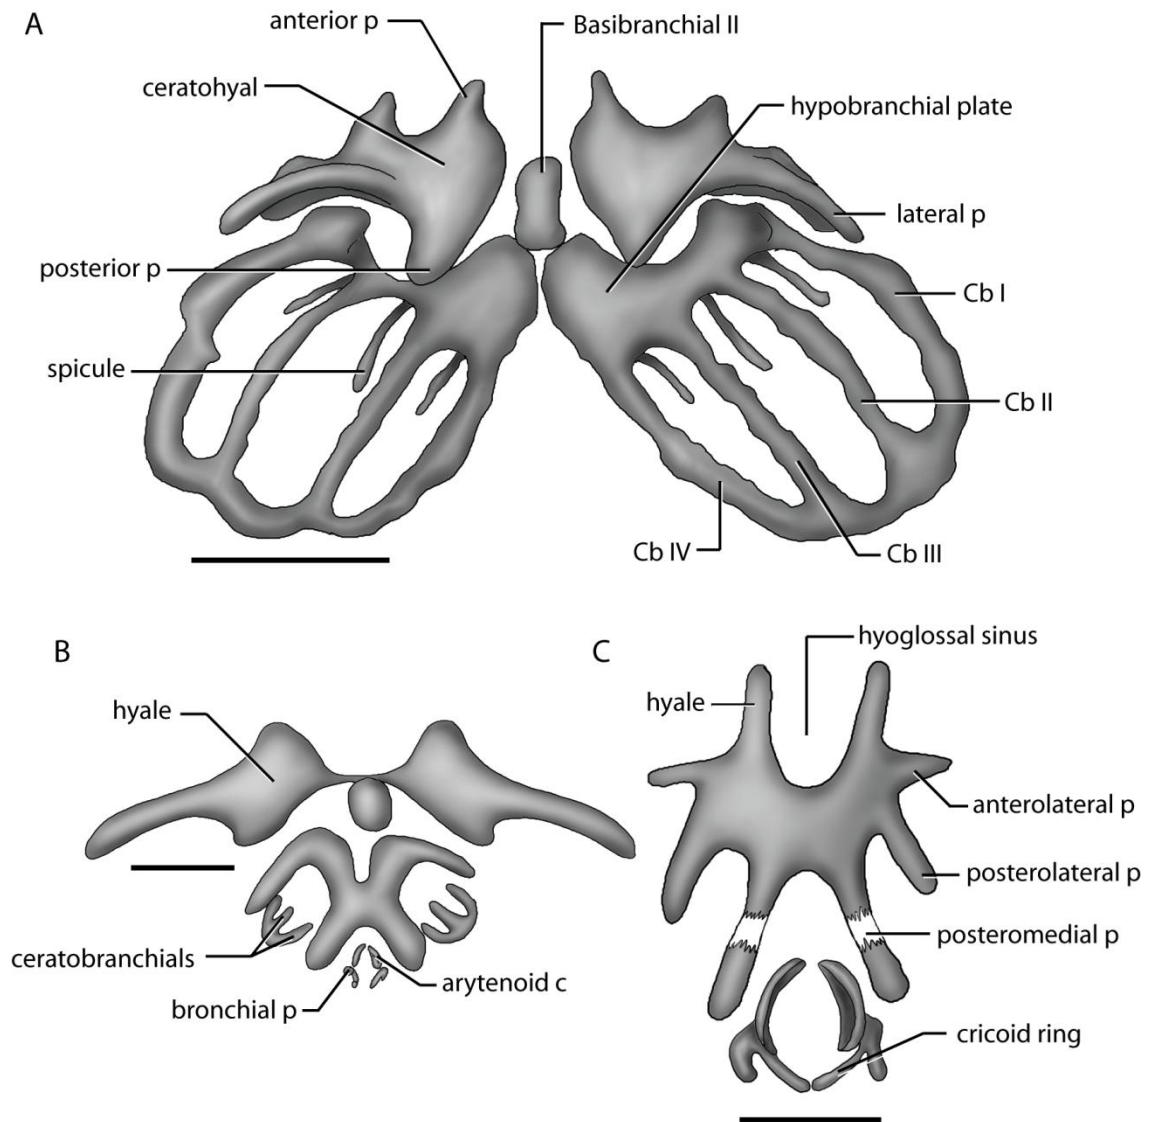 A
anterior p
Basibranchial II
ceratohyal
hypobranchial plate
lateral p
posterior p
Cb I
spicule
Cb II
Cb IV
Cb III
B
C
hyoglossal sinus
hyale
hyale
anterolateral p
posterolateral p
posteromedial p
ceratobranchials
arytenoid c
bronchial p
cricoid ring